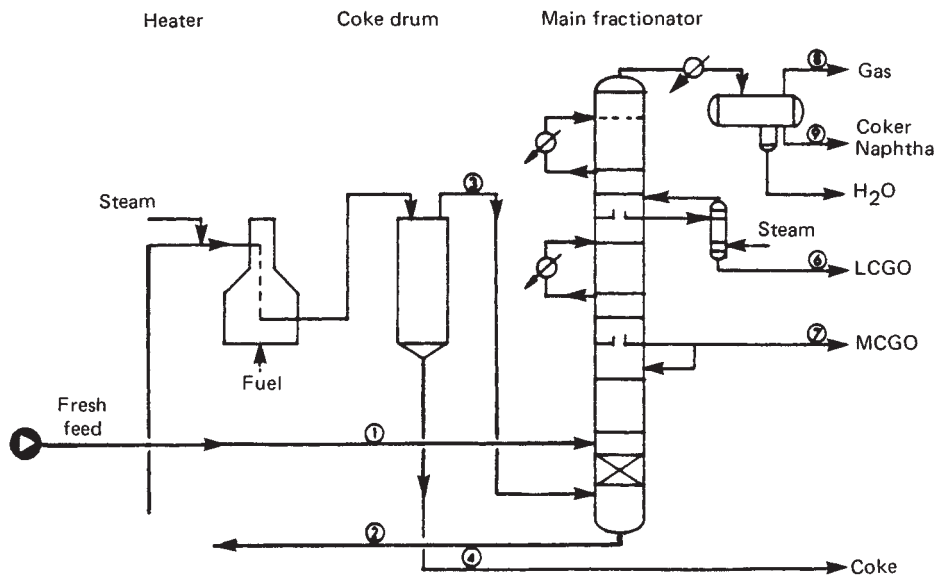 Heater
Coke drum
Main fractionator
⑧
Gas
⑨
Coker
Naphtha
H₂O
③
Steam
Steam
⑥
LCGO
⑦
MCGO
Fuel
Fresh
feed
①
②
④
Coke